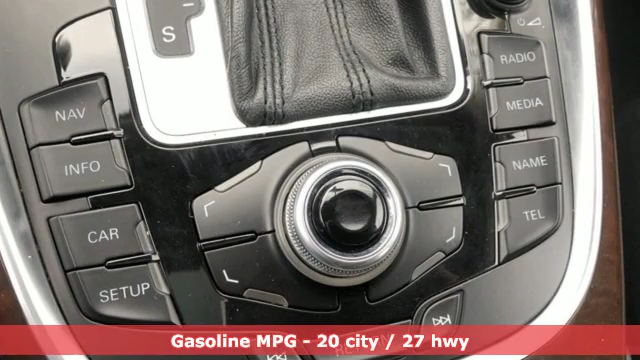 S
RADIO
NAV
MEDIA
INFO
NAME
CAR
TEL
SETUP
Gasoline MPG - 20 city / 27 hwy